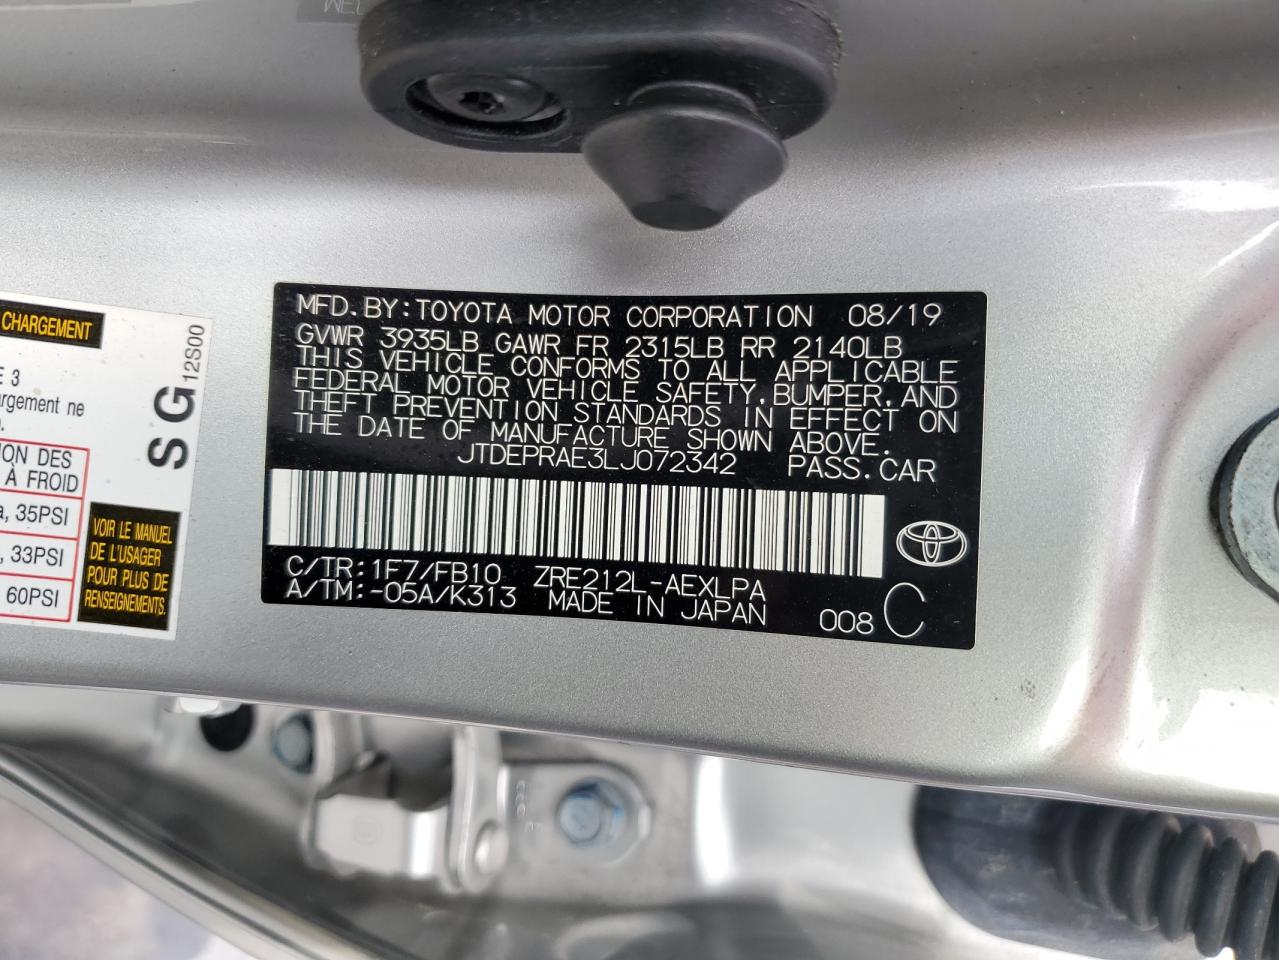 CHARGEMENT
E 3
argement ne
SG 12S00
ION DES
À FROID
a, 35PSI
, 33PSI
60PSI
VOIR LE MANUEL
DE L'USAGER
POUR PLUS DE
RENSEIGNEMENTS.
MFD.BY:TOYOTA MOTOR CORPORATION 08/19
GVWR 3935LB GAWR FR 2315LB RR 2140LB
THIS VEHICLE CONFORMS TO ALL APPLICABLE
FEDERAL MOTOR VEHICLE SAFETY,BUMPER,AND
THEFT PREVENTION STANDARDS IN EFFECT ON
THE DATE OF MANUFACTURE SHOWN ABOVE.
JTDEPRAE3LJ072342 PASS.CAR
C/TR:1F7/FB10 ZRE212L-AEXLPA
A/TM:-05A/K313 MADE IN JAPAN 008 C